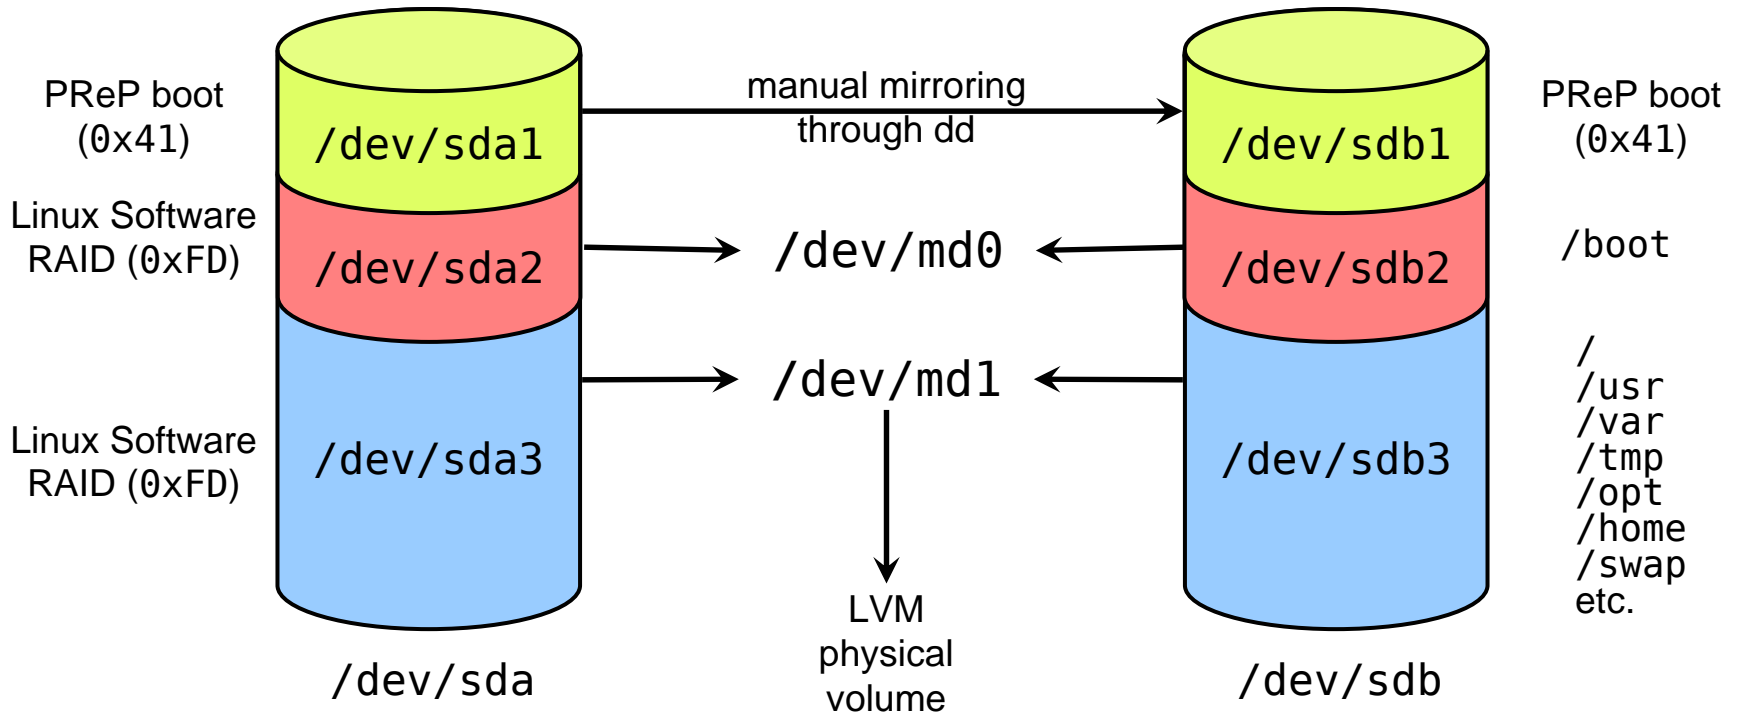 PReP boot
(0x41)
/dev/sda1
manual mirroring
through dd
/dev/sdb1
PReP boot
(0x41)
Linux Software
RAID (0xFD)
/dev/sda2
/dev/md0
/dev/sdb2
/boot
Linux Software
RAID (0xFD)
/dev/sda3
/dev/md1
/dev/sdb3
/
/usr
/var
/tmp
/opt
/home
/swap
etc.
LVM
physical
volume
/dev/sda
/dev/sdb